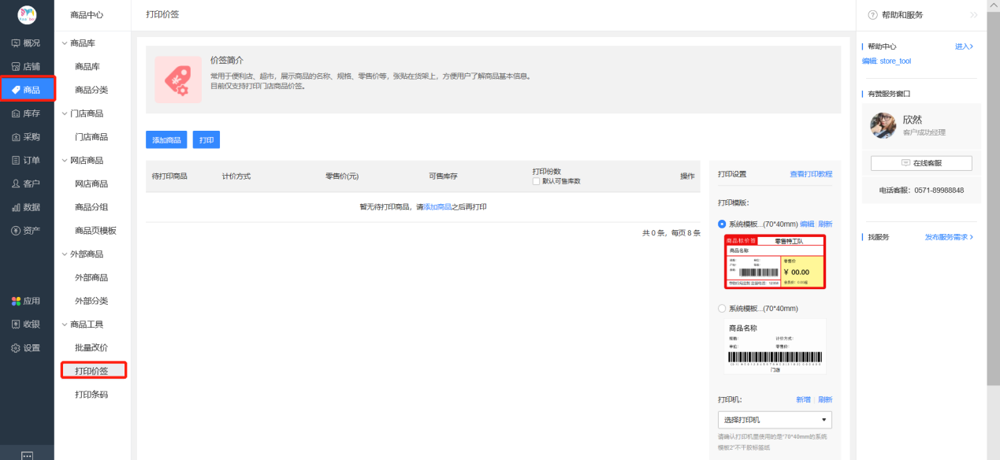 概况
店铺
商品
库存
采购
订单
客户
数据
资产
应用
收银
设置
商品中心
商品库
商品库
商品分类
门店商品
门店商品
网店商品
网店商品
商品分组
商品页模板
外部商品
外部商品
外部分类
商品工具
批量改价
打印价签
打印条码
打印价签
价签简介
常用于便利店、超市，展示商品的名称、规格、零售价等，张贴在货架上，方便用户了解商品基本信息。
目前仅支持打印门店商品价签。
添加商品 打印
待打印商品 计价方式 零售价(元) 可售库存 打印份数 操作
默认可售库数
暂无待打印商品，请添加商品之后再打印
共 0 条，每页 8 条
打印设置 查看打印教程
打印模版：
系统模板...(70*40mm) 编辑 刷新
商品标价签 零售特工队
商品名称
零售价
¥ 00.00
系统模板...(70*40mm)
商品名称
规格: 计价方式:
单位: 零售价:
门店
打印机： 新增 刷新
选择打印机
请确认打印机里使用的是“70*40mm的系统
模板2”不干胶标签纸
帮助和服务
帮助中心 进入
编辑 store_tool
有赞服务窗口
欣然
客户成功经理
在线客服
电话客服：0571-89988848
找服务 发布服务需求